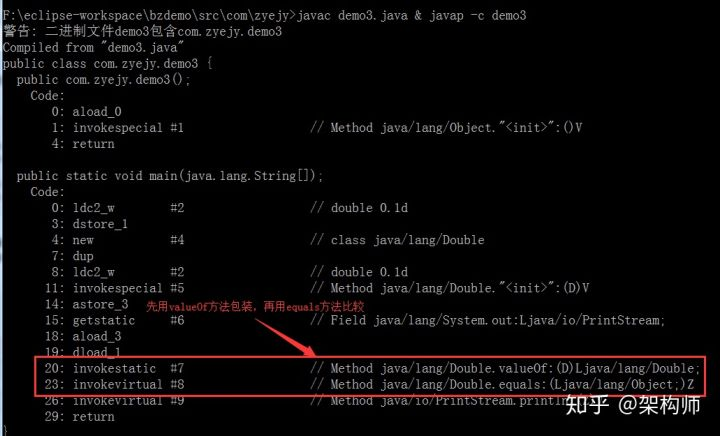 F:\eclipse-workspace\bzdemo\src\com\zyejy>javac demo3.java & javap -c demo3
警告: 二进制文件demo3包含com.zyejy.demo3
Compiled from "demo3.java"
public class com.zyejy.demo3 {
  public com.zyejy.demo3();
    Code:
       0: aload_0
       1: invokespecial #1                  // Method java/lang/Object."<init>":()V
       4: return

  public static void main(java.lang.String[]);
    Code:
       0: ldc2_w        #2                  // double 0.1d
       3: dstore_1
       4: new           #4                  // class java/lang/Double
       7: dup
       8: ldc2_w        #2                  // double 0.1d
      11: invokespecial #5                  // Method java/lang/Double."<init>":(D)V
      14: astore_3
先用valueOf方法包装，再用equals方法比较
      15: getstatic     #6                  // Field java/lang/System.out:Ljava/io/PrintStream;
      18: aload_3
      19: dload_1
      20: invokestatic  #7                  // Method java/lang/Double.valueOf:(D)Ljava/lang/Double;
      23: invokevirtual #8                  // Method java/lang/Double.equals:(Ljava/lang/Object;)Z
      26: invokevirtual #9                  // Method java/io/PrintStream.println
      29: return
}
知乎 @架构师